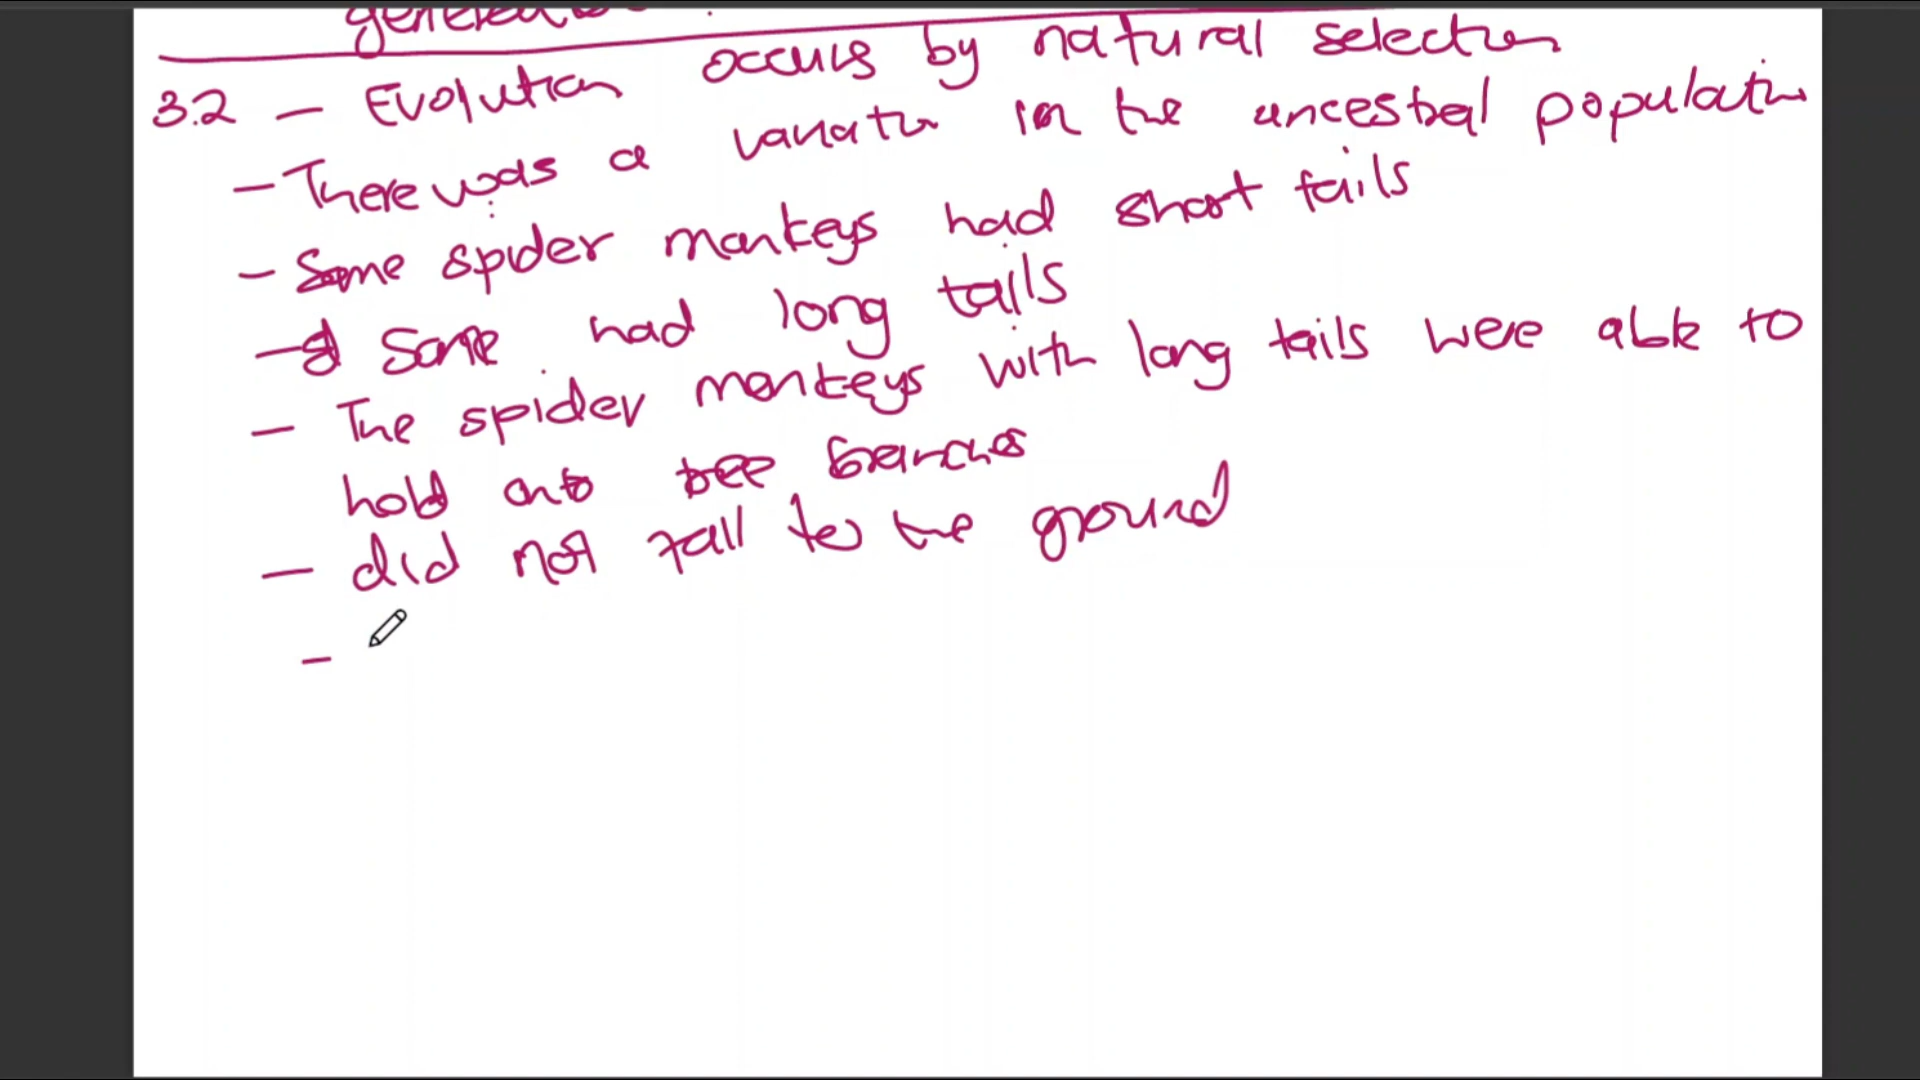 generatio
3.2 – Evolution occurs by natural selection
– There was a variation in the ancestral population
– Some spider monkeys had short tails
– Some had long tails
– The spider monkeys with long tails were able to
hold onto tree branches
– did not fall to the ground
–